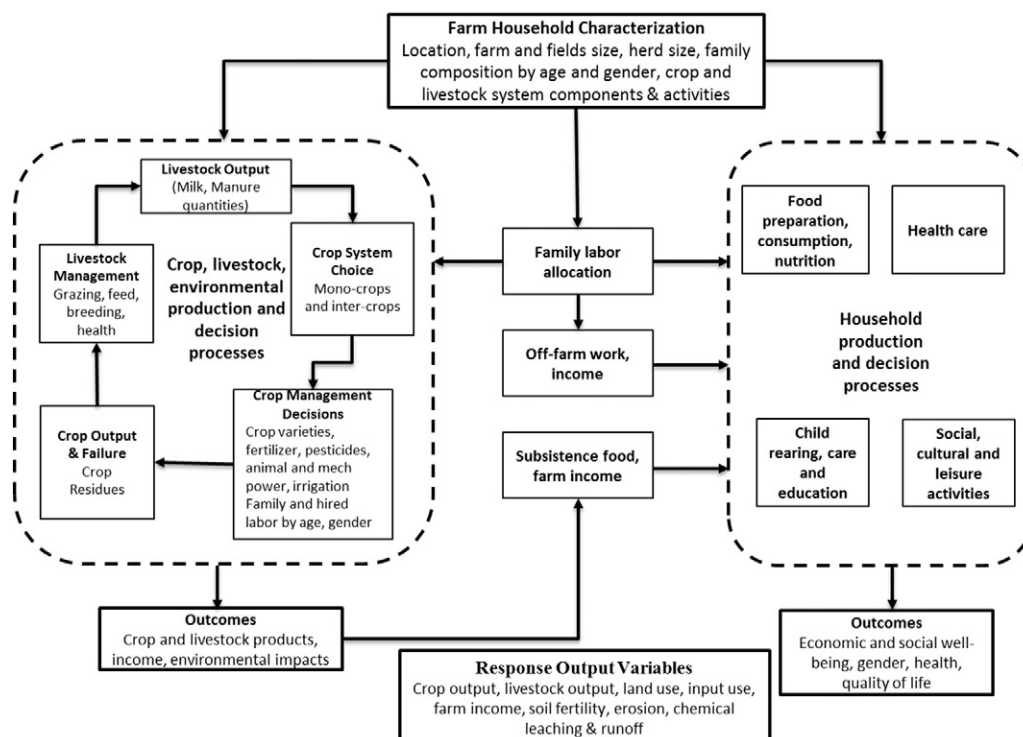 Farm Household Characterization
Location, farm and fields size, herd size, family
composition by age and gender, crop and
livestock system components & activities
Livestock Output
(Milk, Manure
quantities)
Livestock
Management
Grazing, feed,
breeding,
health
Crop, livestock,
environmental
production and
decision
processes
Crop System
Choice
Mono-crops
and inter-crops
Crop Management
Decisions
Crop varieties,
fertilizer, pesticides,
animal and mech
power, irrigation
Family and hired
labor by age, gender
Crop Output
& Failure
Crop
Residues
Family labor
allocation
Off-farm work,
income
Subsistence food,
farm income
Food
preparation,
consumption,
nutrition
Health care
Household
production
and decision
processes
Child
rearing, care
and
education
Social,
cultural and
leisure
activities
Outcomes
Crop and livestock products,
income, environmental impacts
Response Output Variables
Crop output, livestock output, land use, input use,
farm income, soil fertility, erosion, chemical
leaching & runoff
Outcomes
Economic and social well-
being, gender, health,
quality of life